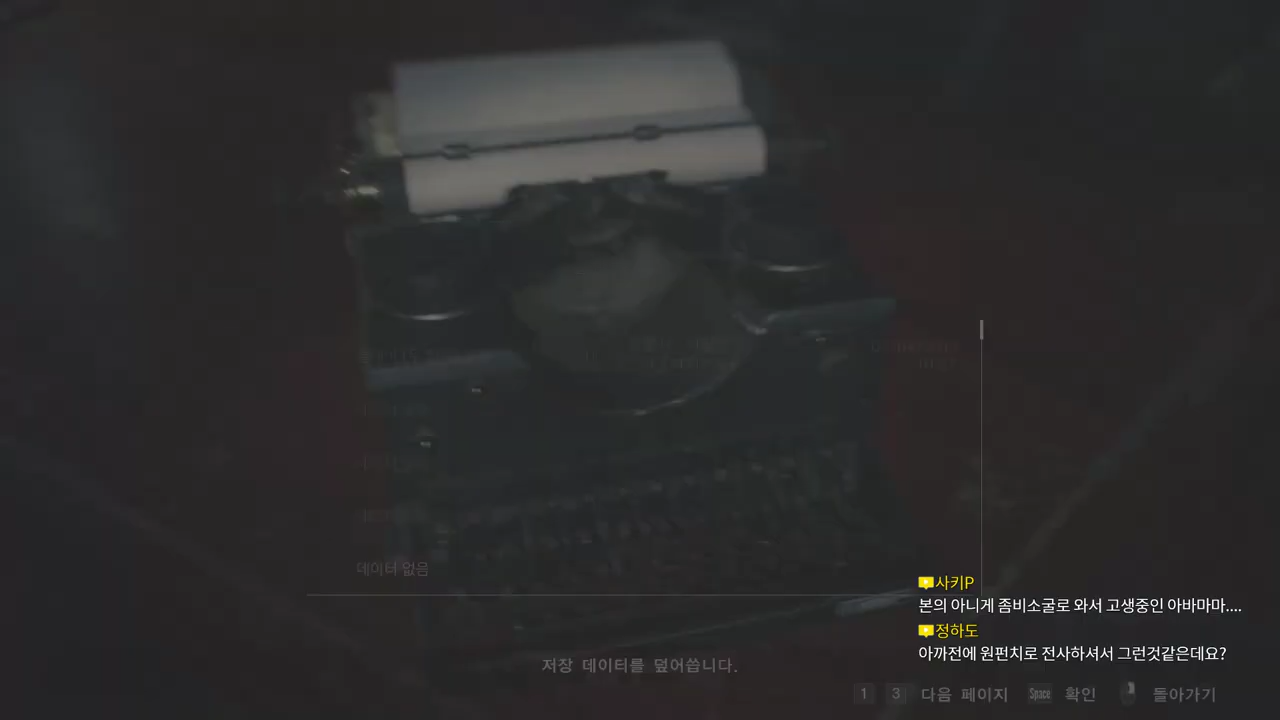 데이터 없음
사키P
본의 아니게 좀비소굴로 와서 고생중인 아바마마....
정하도
아까전에 원펀치로 전사하셔서 그런것같은데요?
저장 데이터를 덮어씁니다.
1 3 다음 페이지 Space 확인 돌아가기